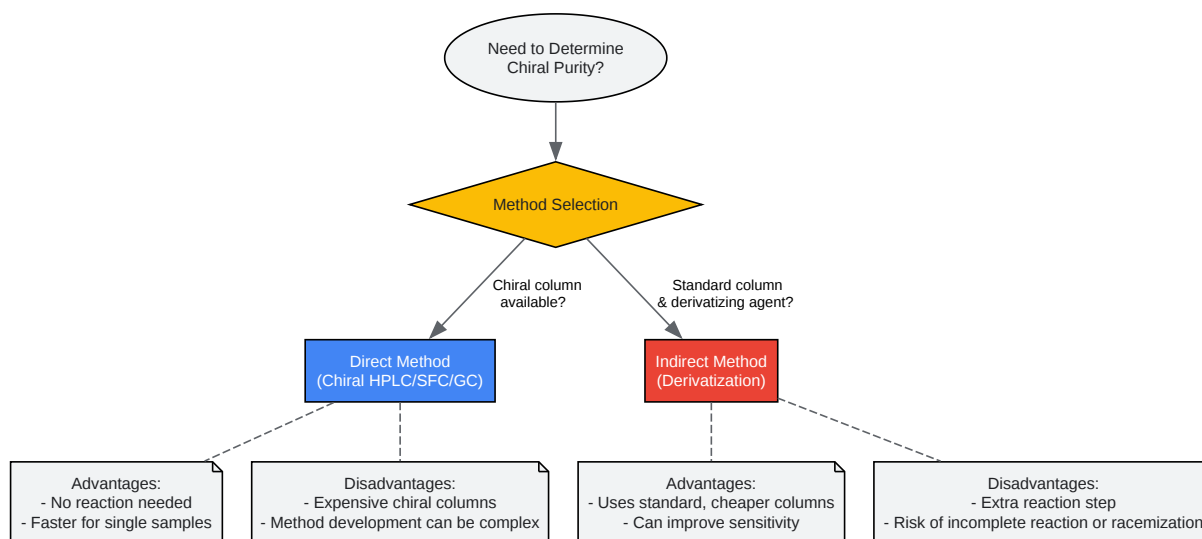 Need to Determine
Chiral Purity?
Method Selection
Chiral column
available?
Standard column
& derivatizing agent?
Direct Method
(Chiral HPLC/SFC/GC)
Indirect Method
(Derivatization)
Advantages:
- No reaction needed
- Faster for single samples
Disadvantages:
- Expensive chiral columns
- Method development can be complex
Advantages:
- Uses standard, cheaper columns
- Can improve sensitivity
Disadvantages:
- Extra reaction step
- Risk of incomplete reaction or racemization